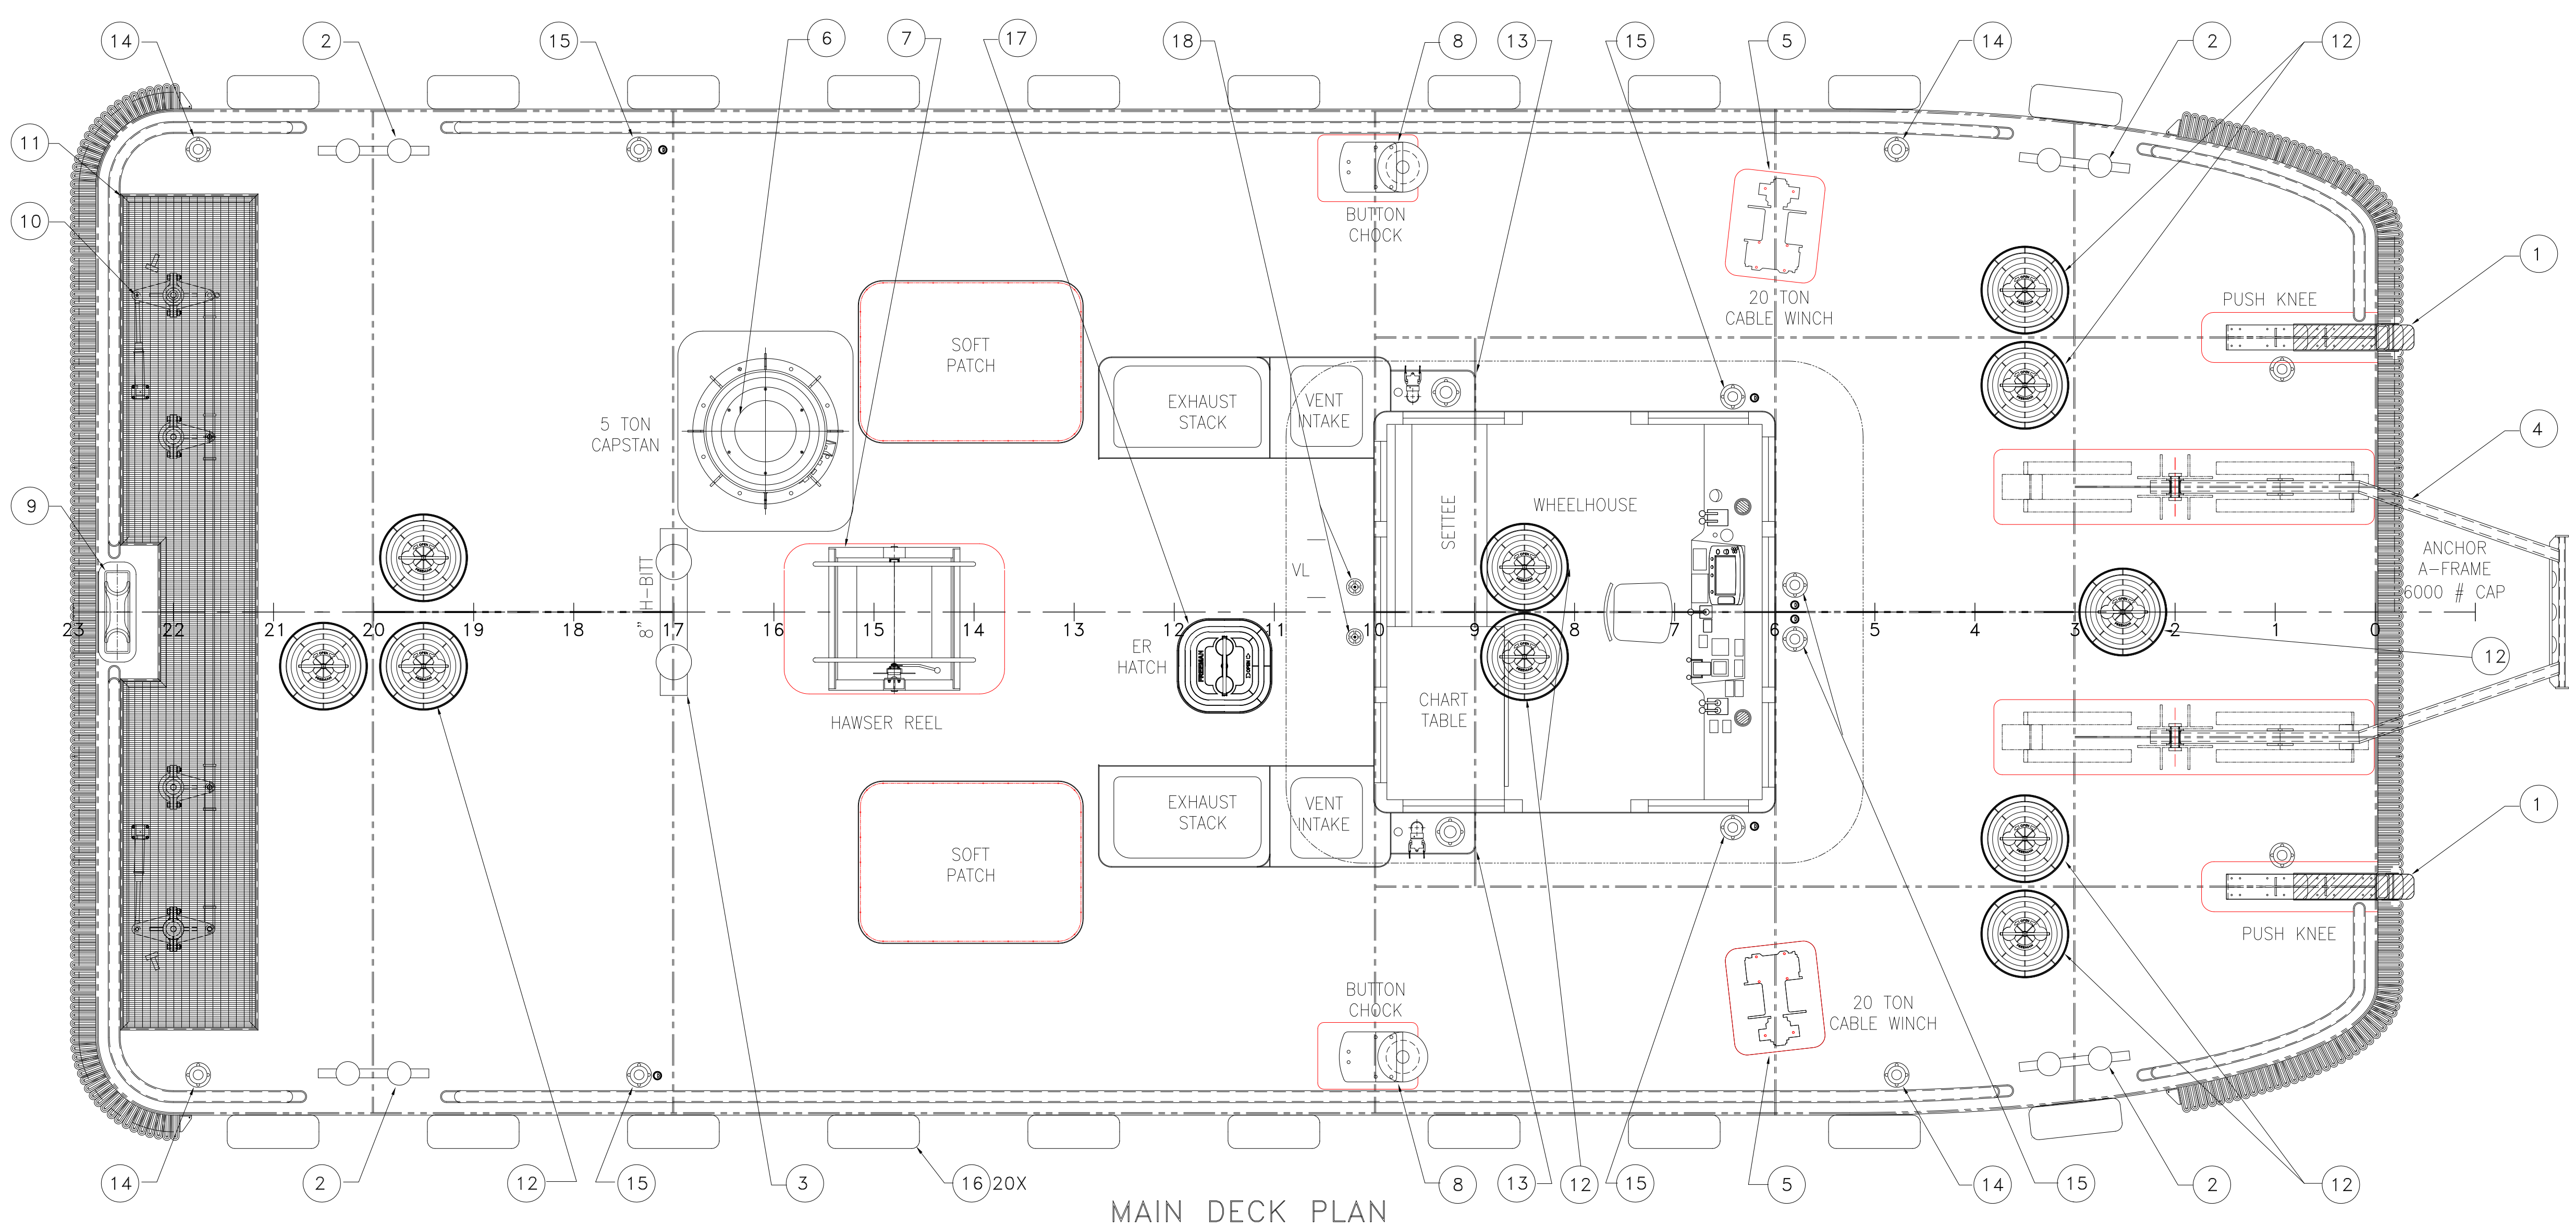 14
2
15
6
7
17
18
8
13
15
5
14
2
12
11
10
9
BUTTON
CHOCK
20 TON
CABLE WINCH
PUSH KNEE
1
SOFT
PATCH
5 TON
CAPSTAN
EXHAUST
STACK
VENT
INTAKE
4
SETTEE
WHEELHOUSE
8" H-BITT
VL
ANCHOR
A-FRAME
6000 # CAP
23 22 21 20 19 18 17 16 15 14 13 12 11 10 9 8 7 6 5 4 3 2 1 0
ER
HATCH
FREEMAN
OPEN
12
HAWSER REEL
CHART
TABLE
EXHAUST
STACK
VENT
INTAKE
1
SOFT
PATCH
PUSH KNEE
BUTTON
CHOCK
20 TON
CABLE WINCH
14
2
12
15
3
16 20X
8
13
12
15
5
15
14
2
12
MAIN DECK PLAN